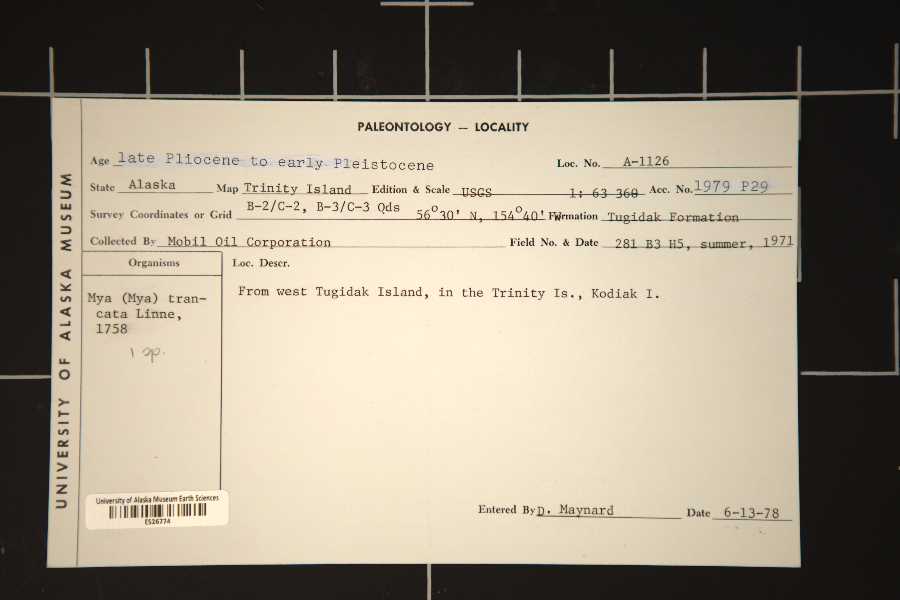 PALEONTOLOGY — LOCALITY
Age late Pliocene to early Pleistocene Loc. No. A-1126
State Alaska Map Trinity Island Edition & Scale USGS 1: 63 360 Acc. No. 1979 P29
Survey Coordinates or Grid B-2/C-2, B-3/C-3 Qds 56°30' N, 154°40' W Formation Tugidak Formation
Collected By Mobil Oil Corporation Field No. & Date 281 B3 H5, summer, 1971
Organisms Loc. Descr.
From west Tugidak Island, in the Trinity Is., Kodiak I.
Mya (Mya) tran-
cata Linne,
1758
1 sp.
UNIVERSITY OF ALASKA MUSEUM
University of Alaska Museum Earth Sciences
ES26774
Entered By D. Maynard Date 6-13-78